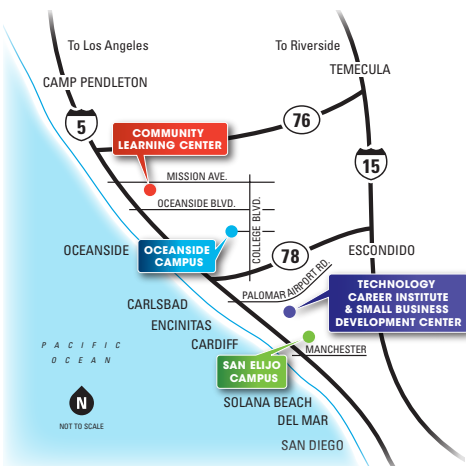 To Los Angeles
To Riverside
TEMECULA
CAMP PENDLETON
76
5
COMMUNITY
LEARNING CENTER
15
MISSION AVE.
OCEANSIDE BLVD.
COLLEGE BLVD.
OCEANSIDE
OCEANSIDE
CAMPUS
78
ESCONDIDO
PALOMAR AIRPORT RD.
TECHNOLOGY
CAREER INSTITUTE
& SMALL BUSINESS
DEVELOPMENT CENTER
CARLSBAD
ENCINITAS
CARDIFF
PACIFIC
OCEAN
MANCHESTER
SAN ELIJO
CAMPUS
N
NOT TO SCALE
SOLANA BEACH
DEL MAR
SAN DIEGO